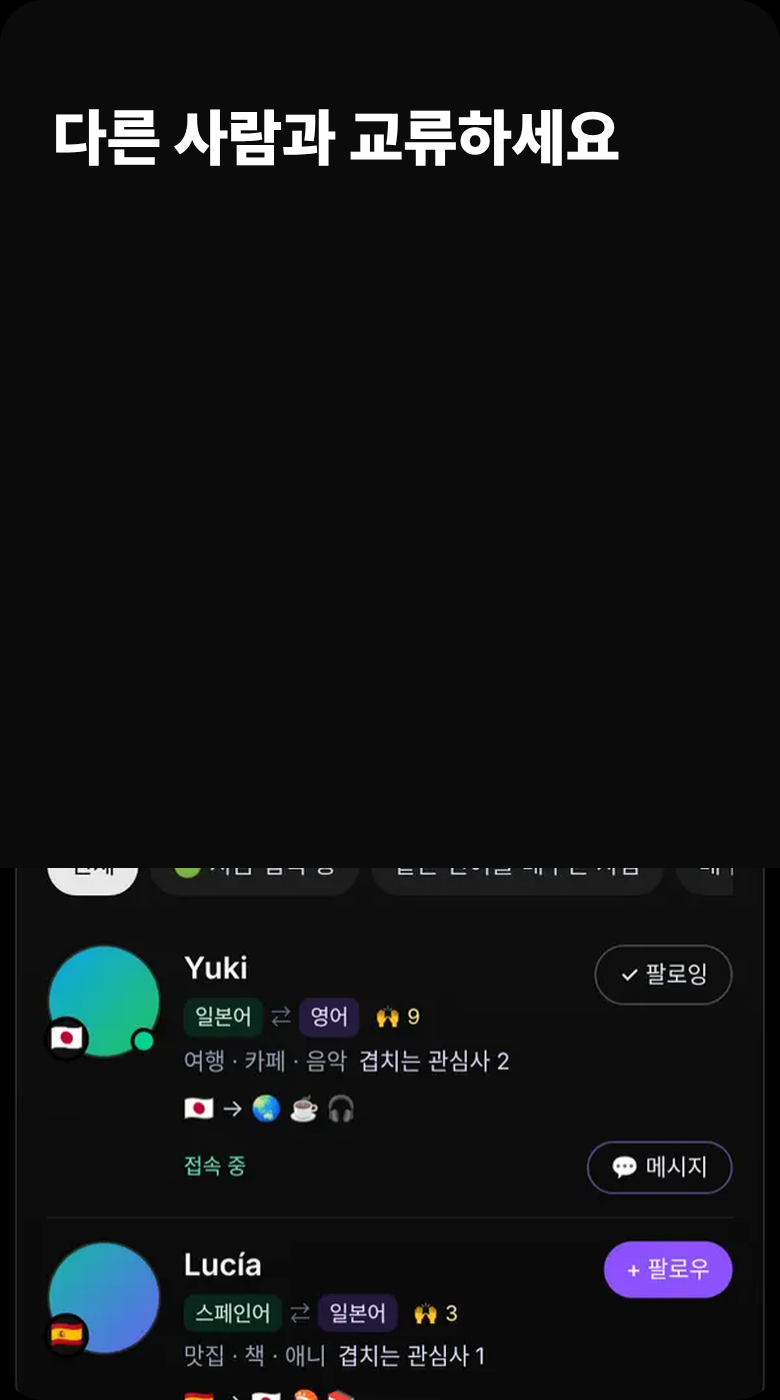 다른 사람과 교류하세요
Yuki
✓ 팔로잉
일본어 ⇄ 영어 🙌 9
여행 · 카페 · 음악 겹치는 관심사 2
🇯🇵 → 🌏 ☕ 🎧
접속 중
💬 메시지
Lucía
+ 팔로우
스페인어 ⇄ 일본어 🙌 3
맛집 · 책 · 애니 겹치는 관심사 1